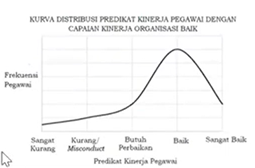 KURVA DISTRIBUSI PREDIKAT KINERJA PEGAWAI DENGAN
CAPAIAN KINERJA ORGANISASI BAIK
Frekuensi
Pegawai
Sangat Kurang
Kurang/ Misconduct
Butuh Perbaikan
Baik
Sangat Baik
Predikat Kinerja Pegawai